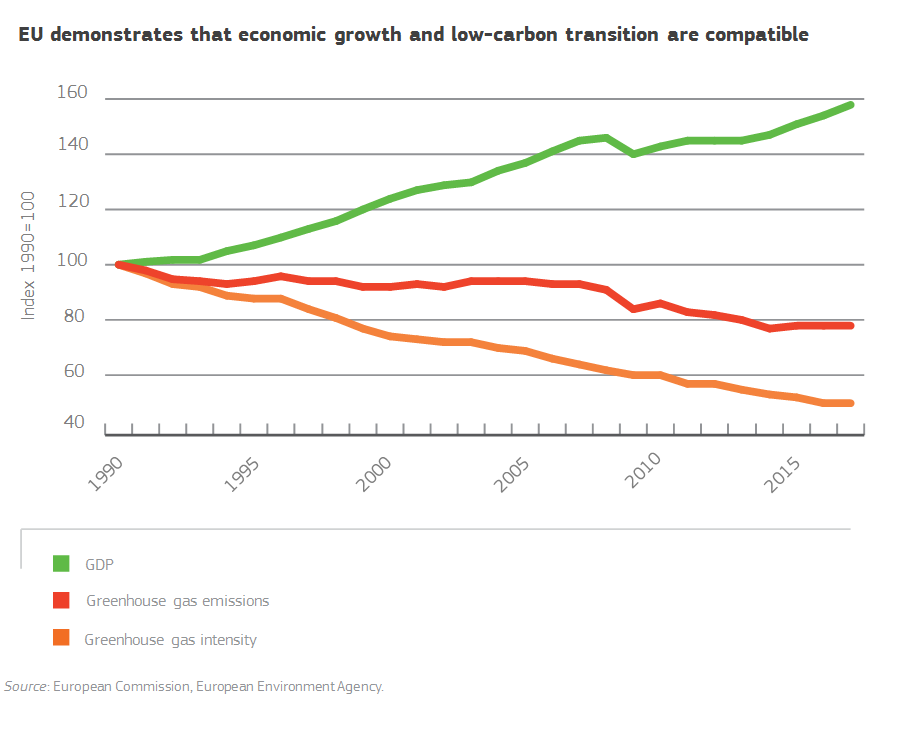 EU demonstrates that economic growth and low-carbon transition are compatible
Index 1990=100
160
140
120
100
80
60
40
1990
1995
2000
2005
2010
2015
GDP
Greenhouse gas emissions
Greenhouse gas intensity
Source: European Commission, European Environment Agency.